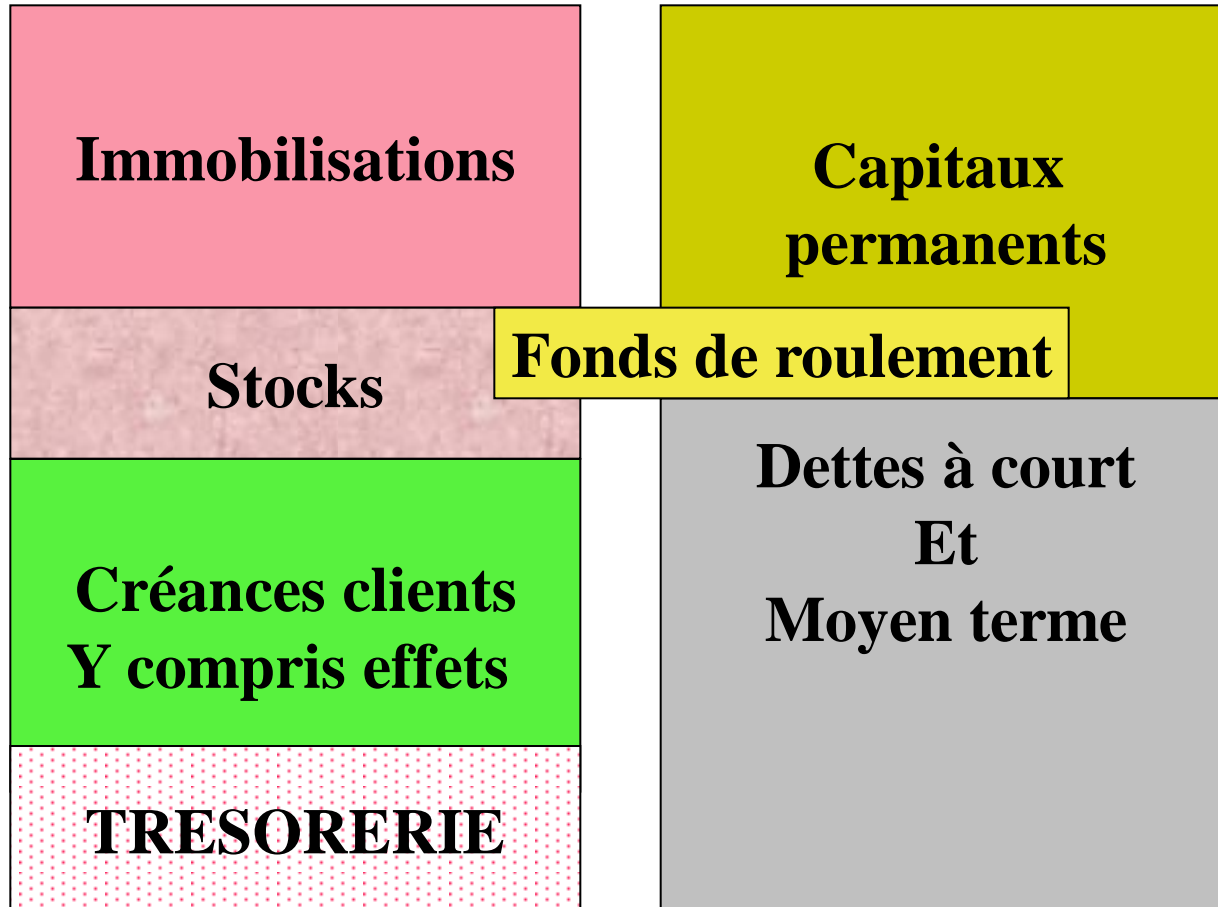 Immobilisations
Stocks
Créances clients
Y compris effets
TRESORERIE
Capitaux
permanents
Fonds de roulement
Dettes à court
Et
Moyen terme